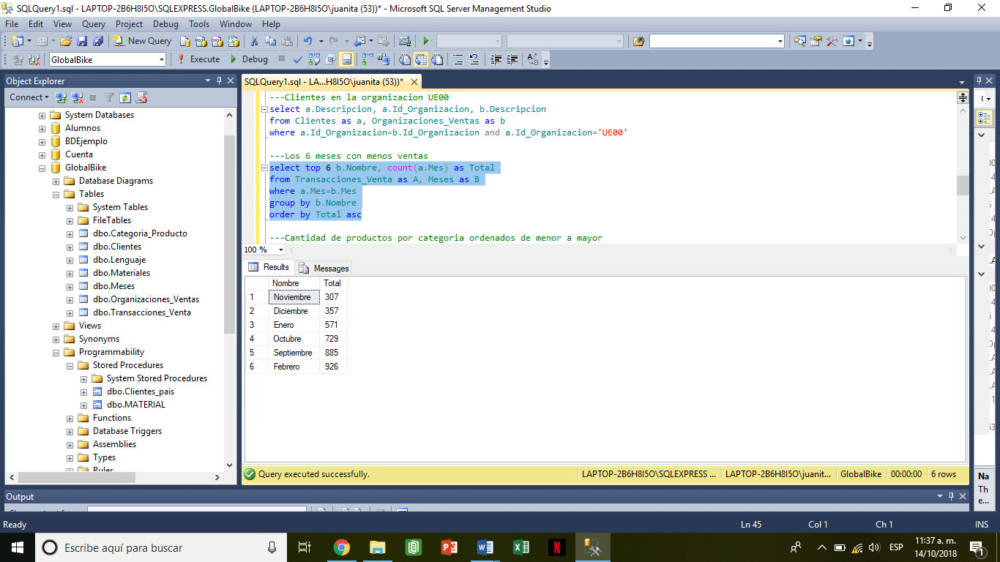 SQLQuery1.sql - LAPTOP-2B6H8I5O\SQLEXPRESS.GlobalBike (LAPTOP-2B6H8I5O\juanita (53))* - Microsoft SQL Server Management Studio
File Edit View Query Project Debug Tools Window Help
New Query
GlobalBike Execute Debug
Object Explorer
Connect
System Databases
Alumnos
BDEjemplo
Cuenta
GlobalBike
Database Diagrams
Tables
System Tables
FileTables
dbo.Categoria_Producto
dbo.Clientes
dbo.Lenguaje
dbo.Materiales
dbo.Meses
dbo.Organizaciones_Ventas
dbo.Transacciones_Venta
Views
Synonyms
Programmability
Stored Procedures
System Stored Procedures
dbo.Clientes_pais
dbo.MATERIAL
Functions
Database Triggers
Assemblies
Types
Rules
SQLQuery1.sql - LA...H8I5O\juanita (53))*
---Clientes en la organizacion UE00
select a.Descripcion, a.Id_Organizacion, b.Descripcion
from Clientes as a, Organizaciones_Ventas as b
where a.Id_Organizacion=b.Id_Organizacion and a.Id_Organizacion='UE00'
---Los 6 meses con menos ventas
select top 6 b.Nombre, count(a.Mes) as Total
from Transacciones_Venta as A, Meses as B
where a.Mes=b.Mes
group by b.Nombre
order by Total asc
---Cantidad de productos por categoria ordenados de menor a mayor
100 %
Results Messages
Nombre Total
1 Noviembre 307
2 Diciembre 357
3 Enero 571
4 Octubre 729
5 Septiembre 885
6 Febrero 926
Query executed successfully. LAPTOP-2B6H8I5O\SQLEXPRESS ... LAPTOP-2B6H8I5O\juanit... GlobalBike 00:00:00 6 rows
Na
Th
e...
Output
Ready Ln 45 Col 1 Ch 1 INS
Escribe aquí para buscar
ESP
11:37 a. m.
14/10/2018
1